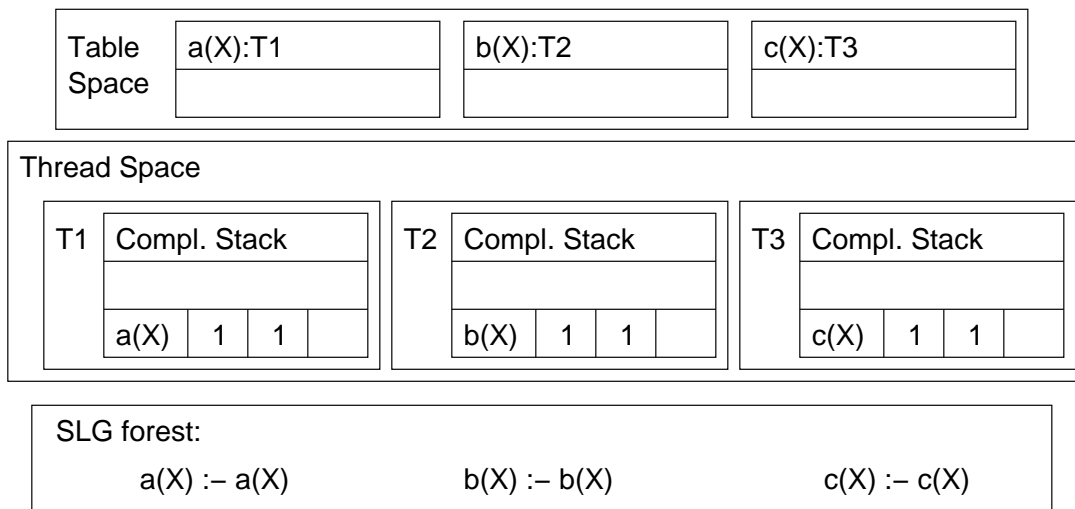 Table Space
a(X):T1
b(X):T2
c(X):T3
Thread Space
T1
Compl. Stack
a(X) 1 1
T2
Compl. Stack
b(X) 1 1
T3
Compl. Stack
c(X) 1 1
SLG forest:
a(X) :− a(X)
b(X) :− b(X)
c(X) :− c(X)